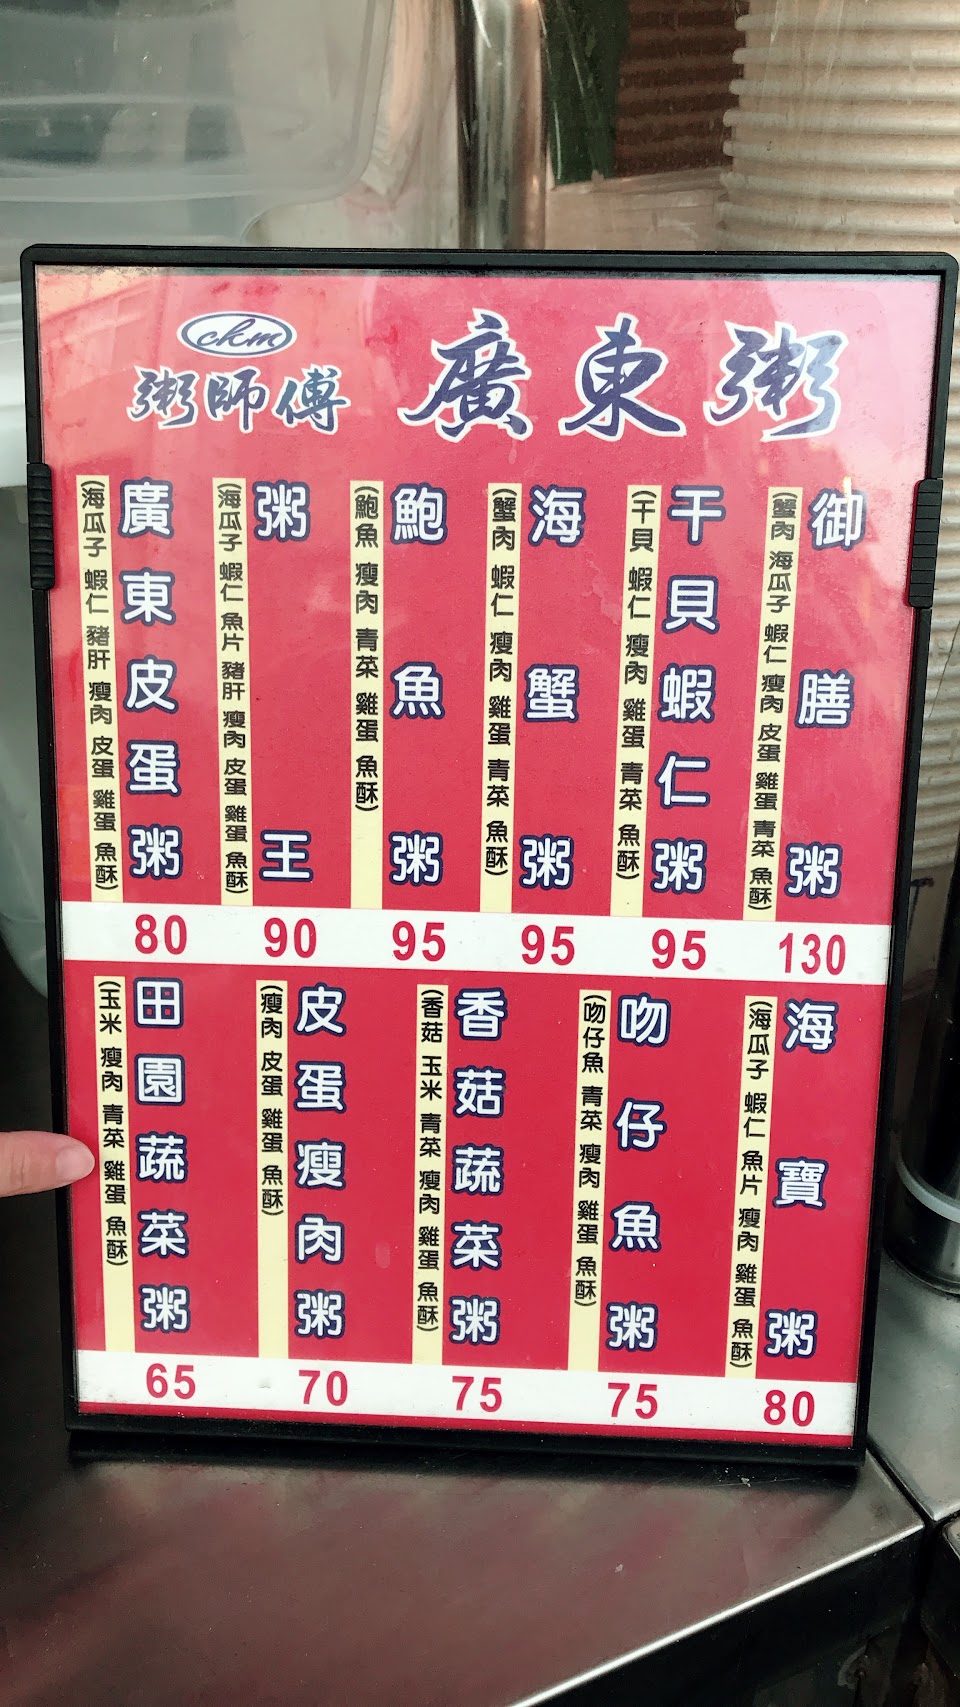 ckm
粥師傅
廣東粥
御膳粥
(蟹肉 海瓜子 蝦仁 瘦肉 皮蛋 雞蛋 青菜 魚酥)
130
干貝蝦仁粥
(干貝 蝦仁 瘦肉 雞蛋 青菜 魚酥)
95
海蟹粥
(蟹肉 蝦仁 瘦肉 雞蛋 青菜 魚酥)
95
鮑魚粥
(鮑魚 瘦肉 青菜 雞蛋 魚酥)
95
粥王
(海瓜子 蝦仁 魚片 豬肝 瘦肉 皮蛋 雞蛋 魚酥)
90
廣東皮蛋粥
(海瓜子 蝦仁 豬肝 瘦肉 皮蛋 雞蛋 魚酥)
80
海寶粥
(海瓜子 蝦仁 魚片 瘦肉 雞蛋 魚酥)
80
吻仔魚粥
(吻仔魚 青菜 瘦肉 雞蛋 魚酥)
75
香菇蔬菜粥
(香菇 玉米 青菜 瘦肉 雞蛋 魚酥)
75
皮蛋瘦肉粥
(瘦肉 皮蛋 雞蛋 魚酥)
70
田園蔬菜粥
(玉米 瘦肉 青菜 雞蛋 魚酥)
65